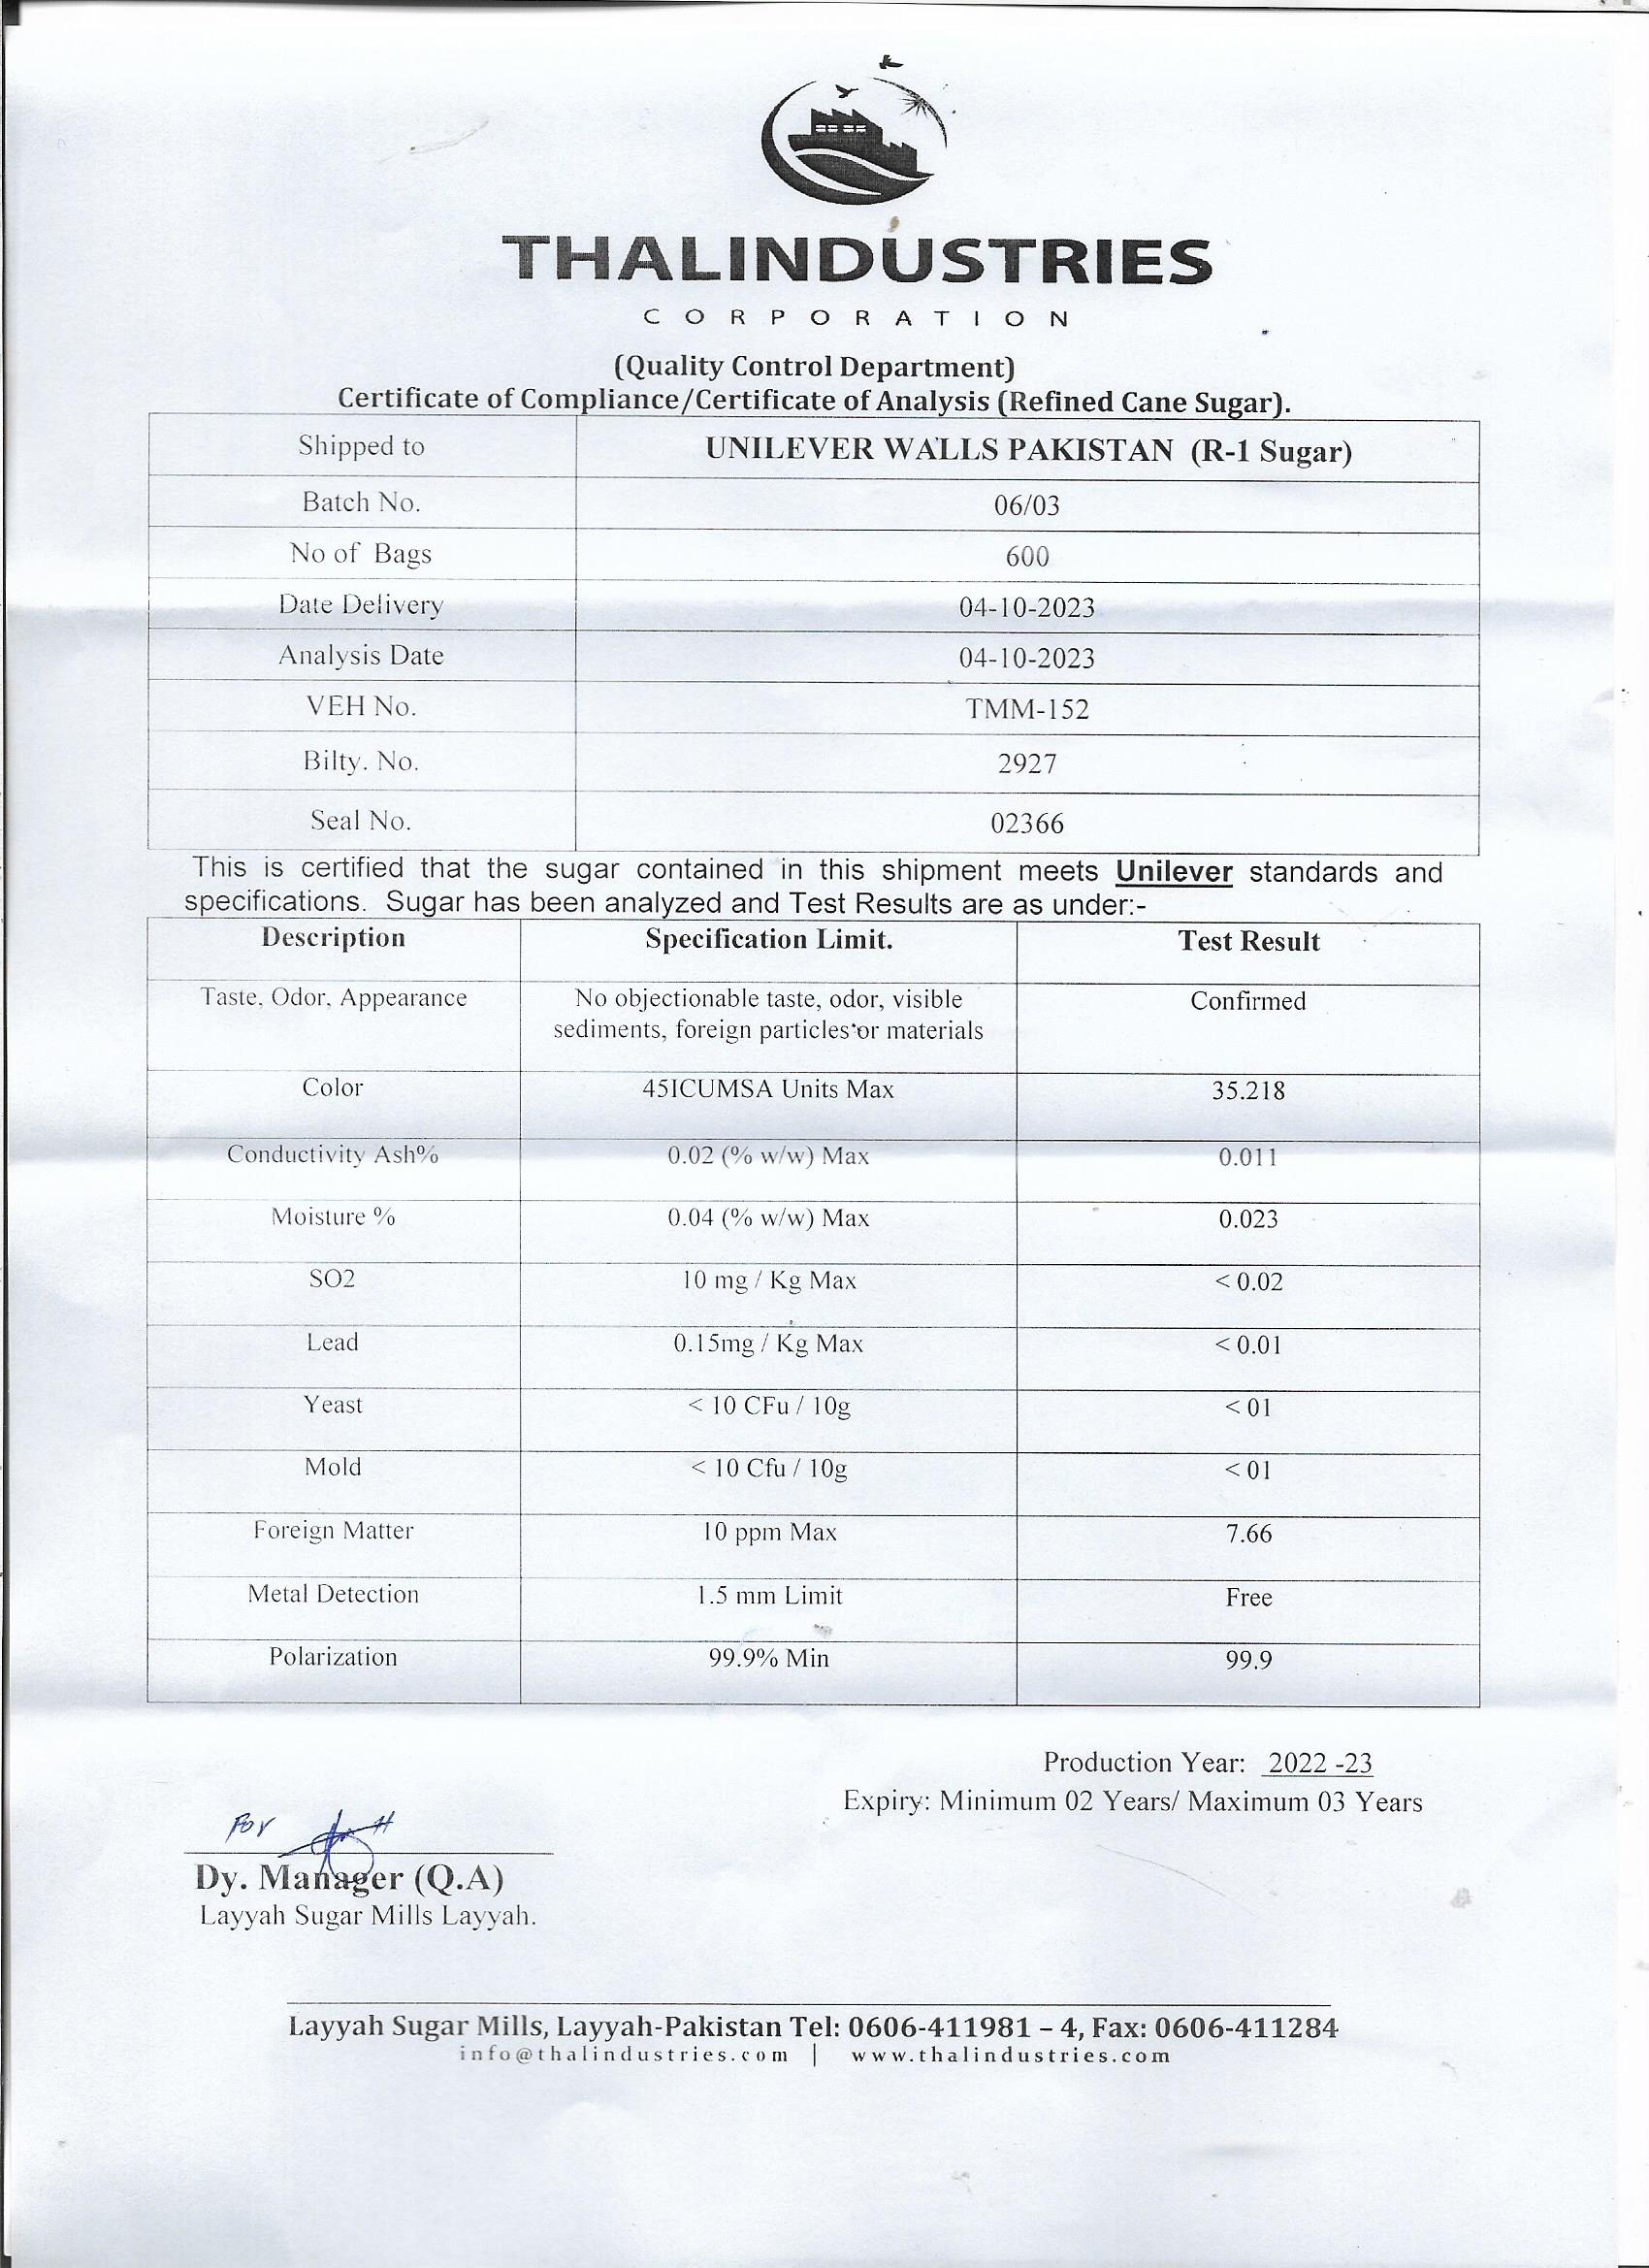 THALINDUSTRIES
CORPORATION
(Quality Control Department)
Certificate of Compliance/Certificate of Analysis (Refined Cane Sugar).
Shipped to UNILEVER WALLS PAKISTAN (R-1 Sugar)
Batch No. 06/03
No of Bags 600
Date Delivery 04-10-2023
Analysis Date 04-10-2023
VEH No. TMM-152
Bilty. No. 2927
Seal No. 02366
This is certified that the sugar contained in this shipment meets Unilever standards and
specifications. Sugar has been analyzed and Test Results are as under:-
Description Specification Limit. Test Result
Taste, Odor, Appearance No objectionable taste, odor, visible Confirmed
sediments, foreign particles or materials
Color 45ICUMSA Units Max 35.218
Conductivity Ash% 0.02 (% w/w) Max 0.011
Moisture % 0.04 (% w/w) Max 0.023
SO2 10 mg / Kg Max < 0.02
Lead 0.15mg / Kg Max < 0.01
Yeast < 10 CFu / 10g < 01
Mold < 10 Cfu / 10g < 01
Foreign Matter 10 ppm Max 7.66
Metal Detection 1.5 mm Limit Free
Polarization 99.9% Min 99.9
Production Year: 2022 -23
Expiry: Minimum 02 Years/ Maximum 03 Years
For
Dy. Manager (Q.A)
Layyah Sugar Mills Layyah.
Layyah Sugar Mills, Layyah-Pakistan Tel: 0606-411981 – 4, Fax: 0606-411284
info@thalindustries.com | www.thalindustries.com